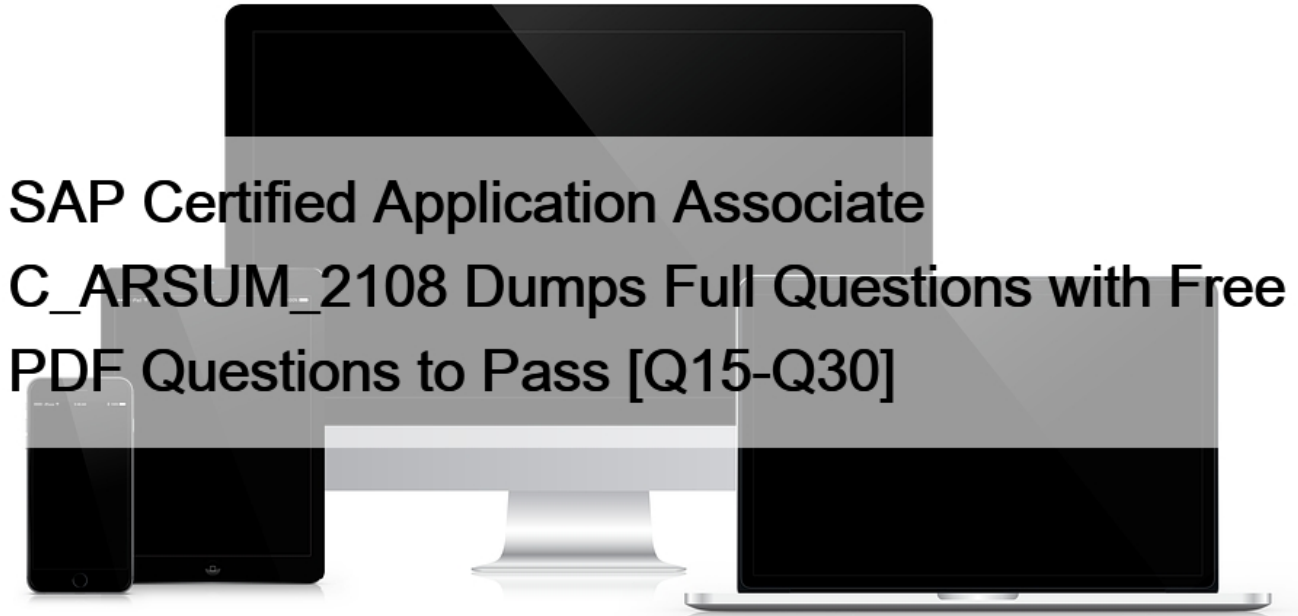 SAP Certified Application Associate
C_ARSUM_2108 Dumps Full Questions with Free
PDF Questions to Pass [Q15-Q30]